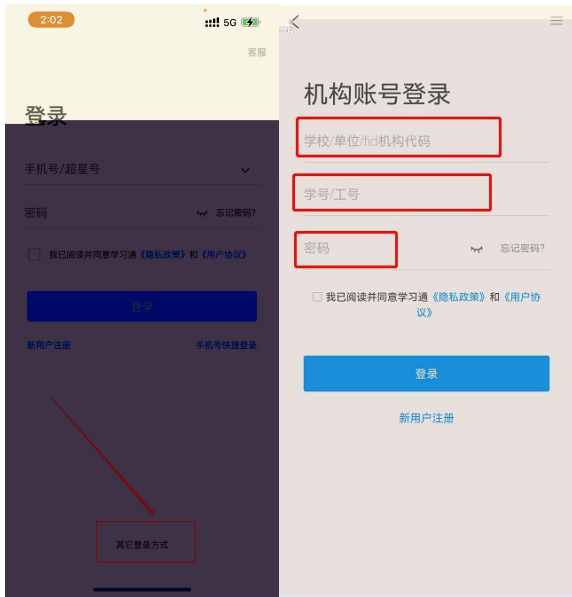 2:02
5G
客服
登录
手机号/超星号
密码
忘记密码?
我已阅读并同意学习通《隐私政策》和《用户协议》
登录
新用户注册
手机号快捷登录
其它登录方式
机构账号登录
学校/单位/fid机构代码
学号/工号
密码
忘记密码?
我已阅读并同意学习通《隐私政策》和《用户协
议》
登录
新用户注册